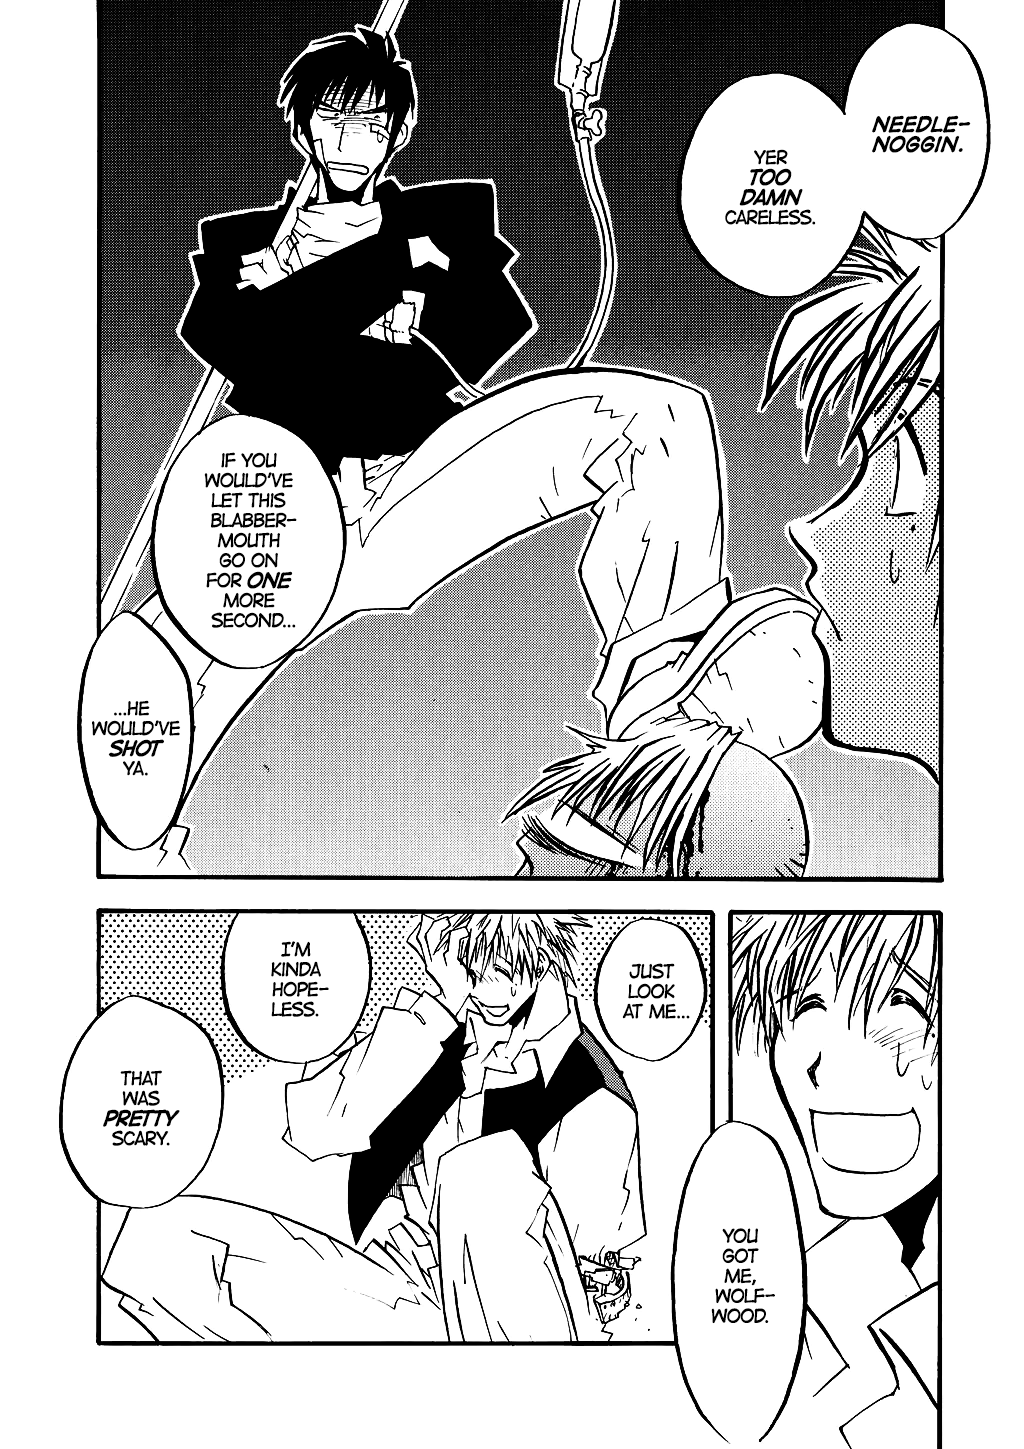 NEEDLE-
NOGGIN.
YER
TOO
DAMN
CARELESS.
IF YOU
WOULD'VE
LET THIS
BLABBER-
MOUTH
GO ON
FOR ONE
MORE
SECOND...
...HE
WOULD'VE
SHOT
YA.
YOU
GOT
ME,
WOLF-
WOOD.
JUST
LOOK
AT ME...
I'M
KINDA
HOPE-
LESS.
THAT
WAS
PRETTY
SCARY.